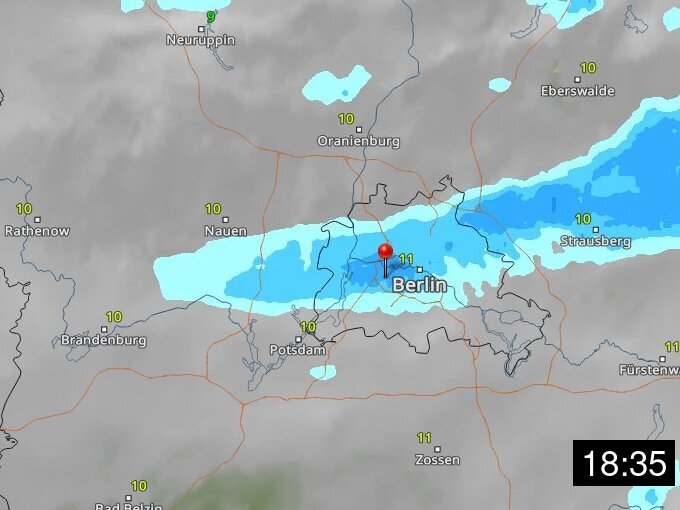 9
Neuruppin
10
Eberswalde
10
Oranienburg
10
Rathenow
10
Nauen
10
Strausberg
11
Berlin
10
Brandenburg
10
Potsdam
11
Fürstenwa
11
Zossen
18:35
10
Bad Belzig